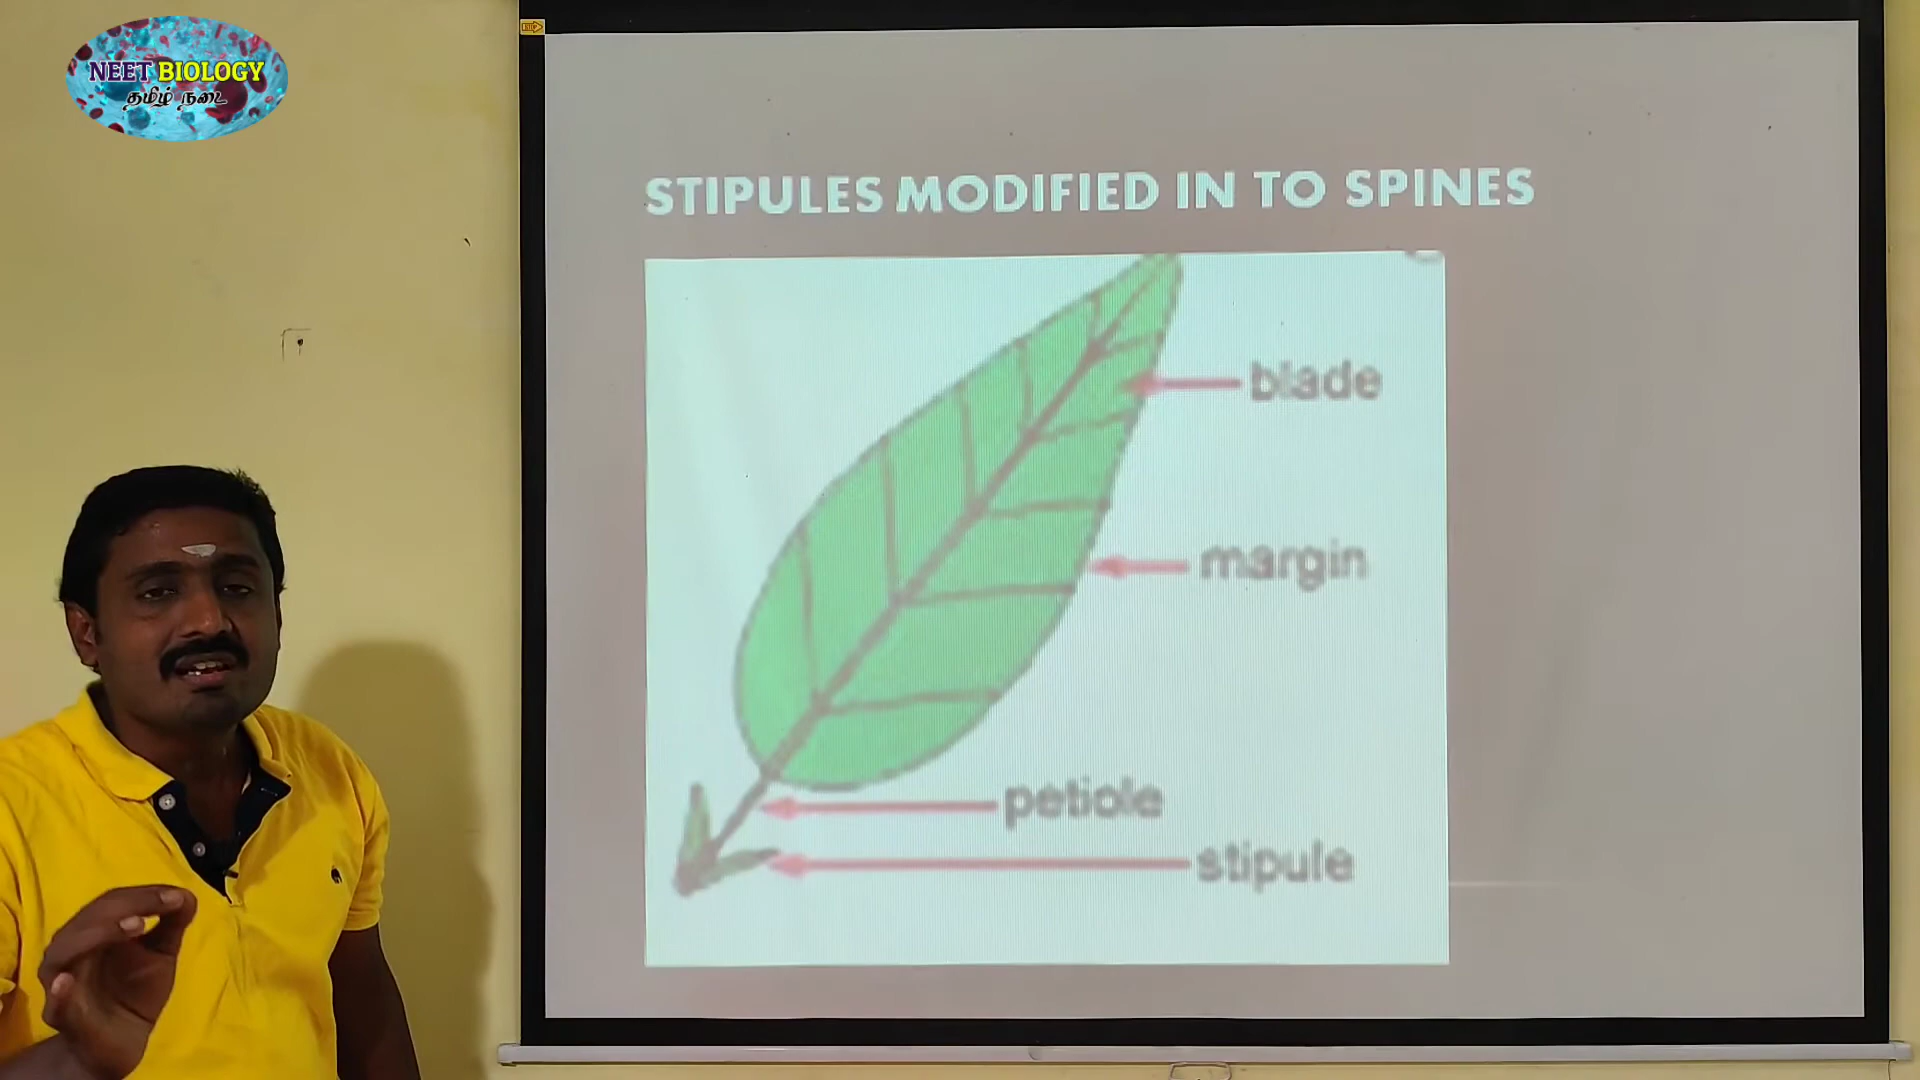 NEET BIOLOGY
தமிழ் நடை
STIPULES MODIFIED IN TO SPINES
blade
margin
petiole
stipule